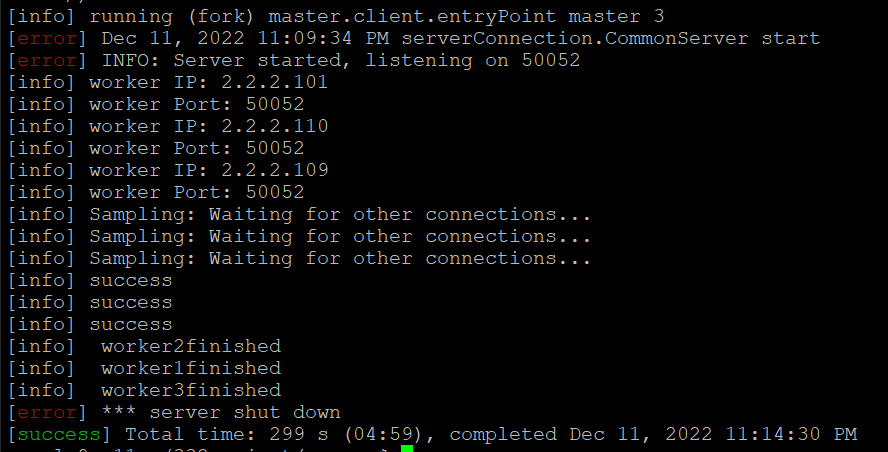 [info] running (fork) master.client.entryPoint master 3
[error] Dec 11, 2022 11:09:34 PM serverConnection.CommonServer start
[error] INFO: Server started, listening on 50052
[info] worker IP: 2.2.2.101
[info] worker Port: 50052
[info] worker IP: 2.2.2.110
[info] worker Port: 50052
[info] worker IP: 2.2.2.109
[info] worker Port: 50052
[info] Sampling: Waiting for other connections...
[info] Sampling: Waiting for other connections...
[info] Sampling: Waiting for other connections...
[info] success
[info] success
[info] success
[info]  worker2finished
[info]  worker1finished
[info]  worker3finished
[error] *** server shut down
[success] Total time: 299 s (04:59), completed Dec 11, 2022 11:14:30 PM